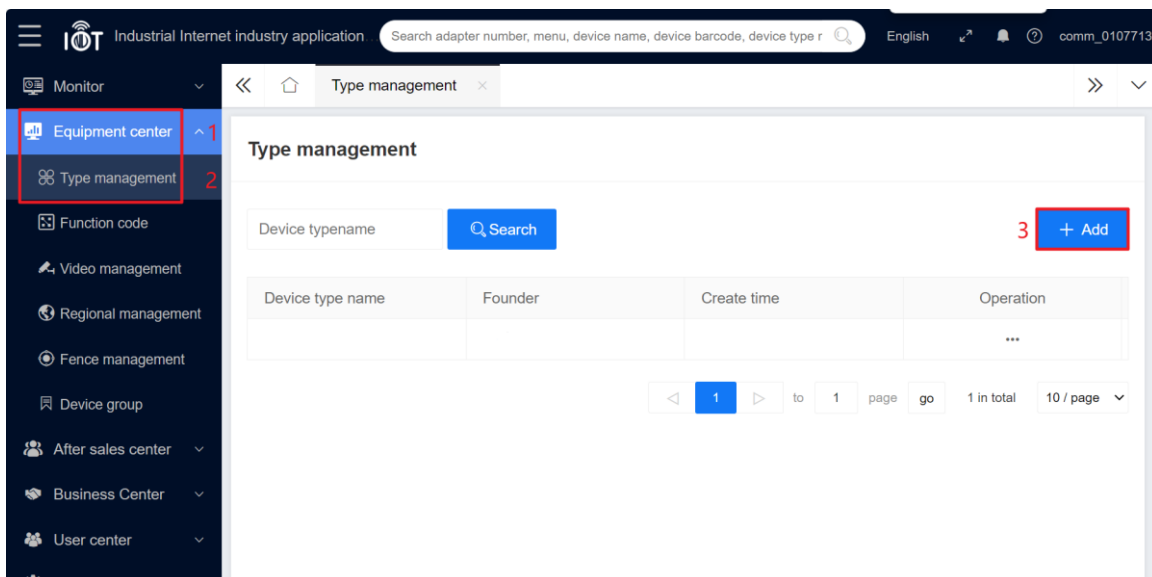 IOT Industrial Internet industry application... Search adapter number, menu, device name, device barcode, device type r English ? comm_0107713
Monitor
Type management ×
Equipment center 1
Type management
Type management 2
Function code
Device typename Search 3 + Add
Video management
Device type name Founder Create time Operation
Regional management
•••
Fence management
Device group
1 to 1 page go 1 in total 10 / page
After sales center
Business Center
User center